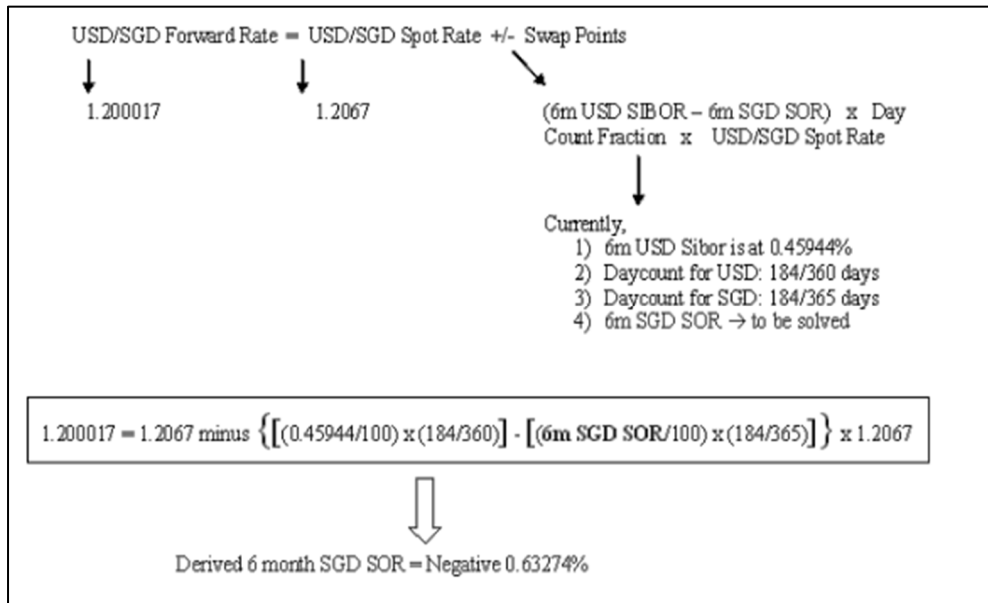 USD/SGD Forward Rate = USD/SGD Spot Rate +/- Swap Points
1.200017
1.2067
(6m USD SIBOR – 6m SGD SOR) x Day
Count Fraction x USD/SGD Spot Rate
Currently,
1) 6m USD Sibor is at 0.45944%
2) Daycount for USD: 184/360 days
3) Daycount for SGD: 184/365 days
4) 6m SGD SOR → to be solved
1.200017 = 1.2067 minus {[(0.45944/100) x (184/360)] - [(6m SGD SOR/100) x (184/365)]} x 1.2067
Derived 6 month SGD SOR = Negative 0.63274%